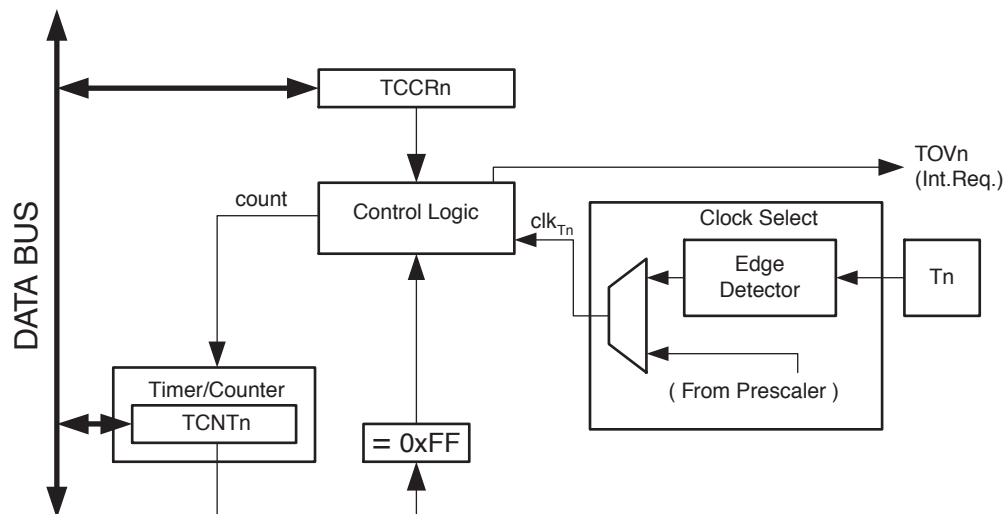 DATA BUS
TCCRn
TOVn
(Int.Req.)
count
Control Logic
clkTn
Clock Select
Edge
Detector
Tn
( From Prescaler )
Timer/Counter
TCNTn
= 0xFF